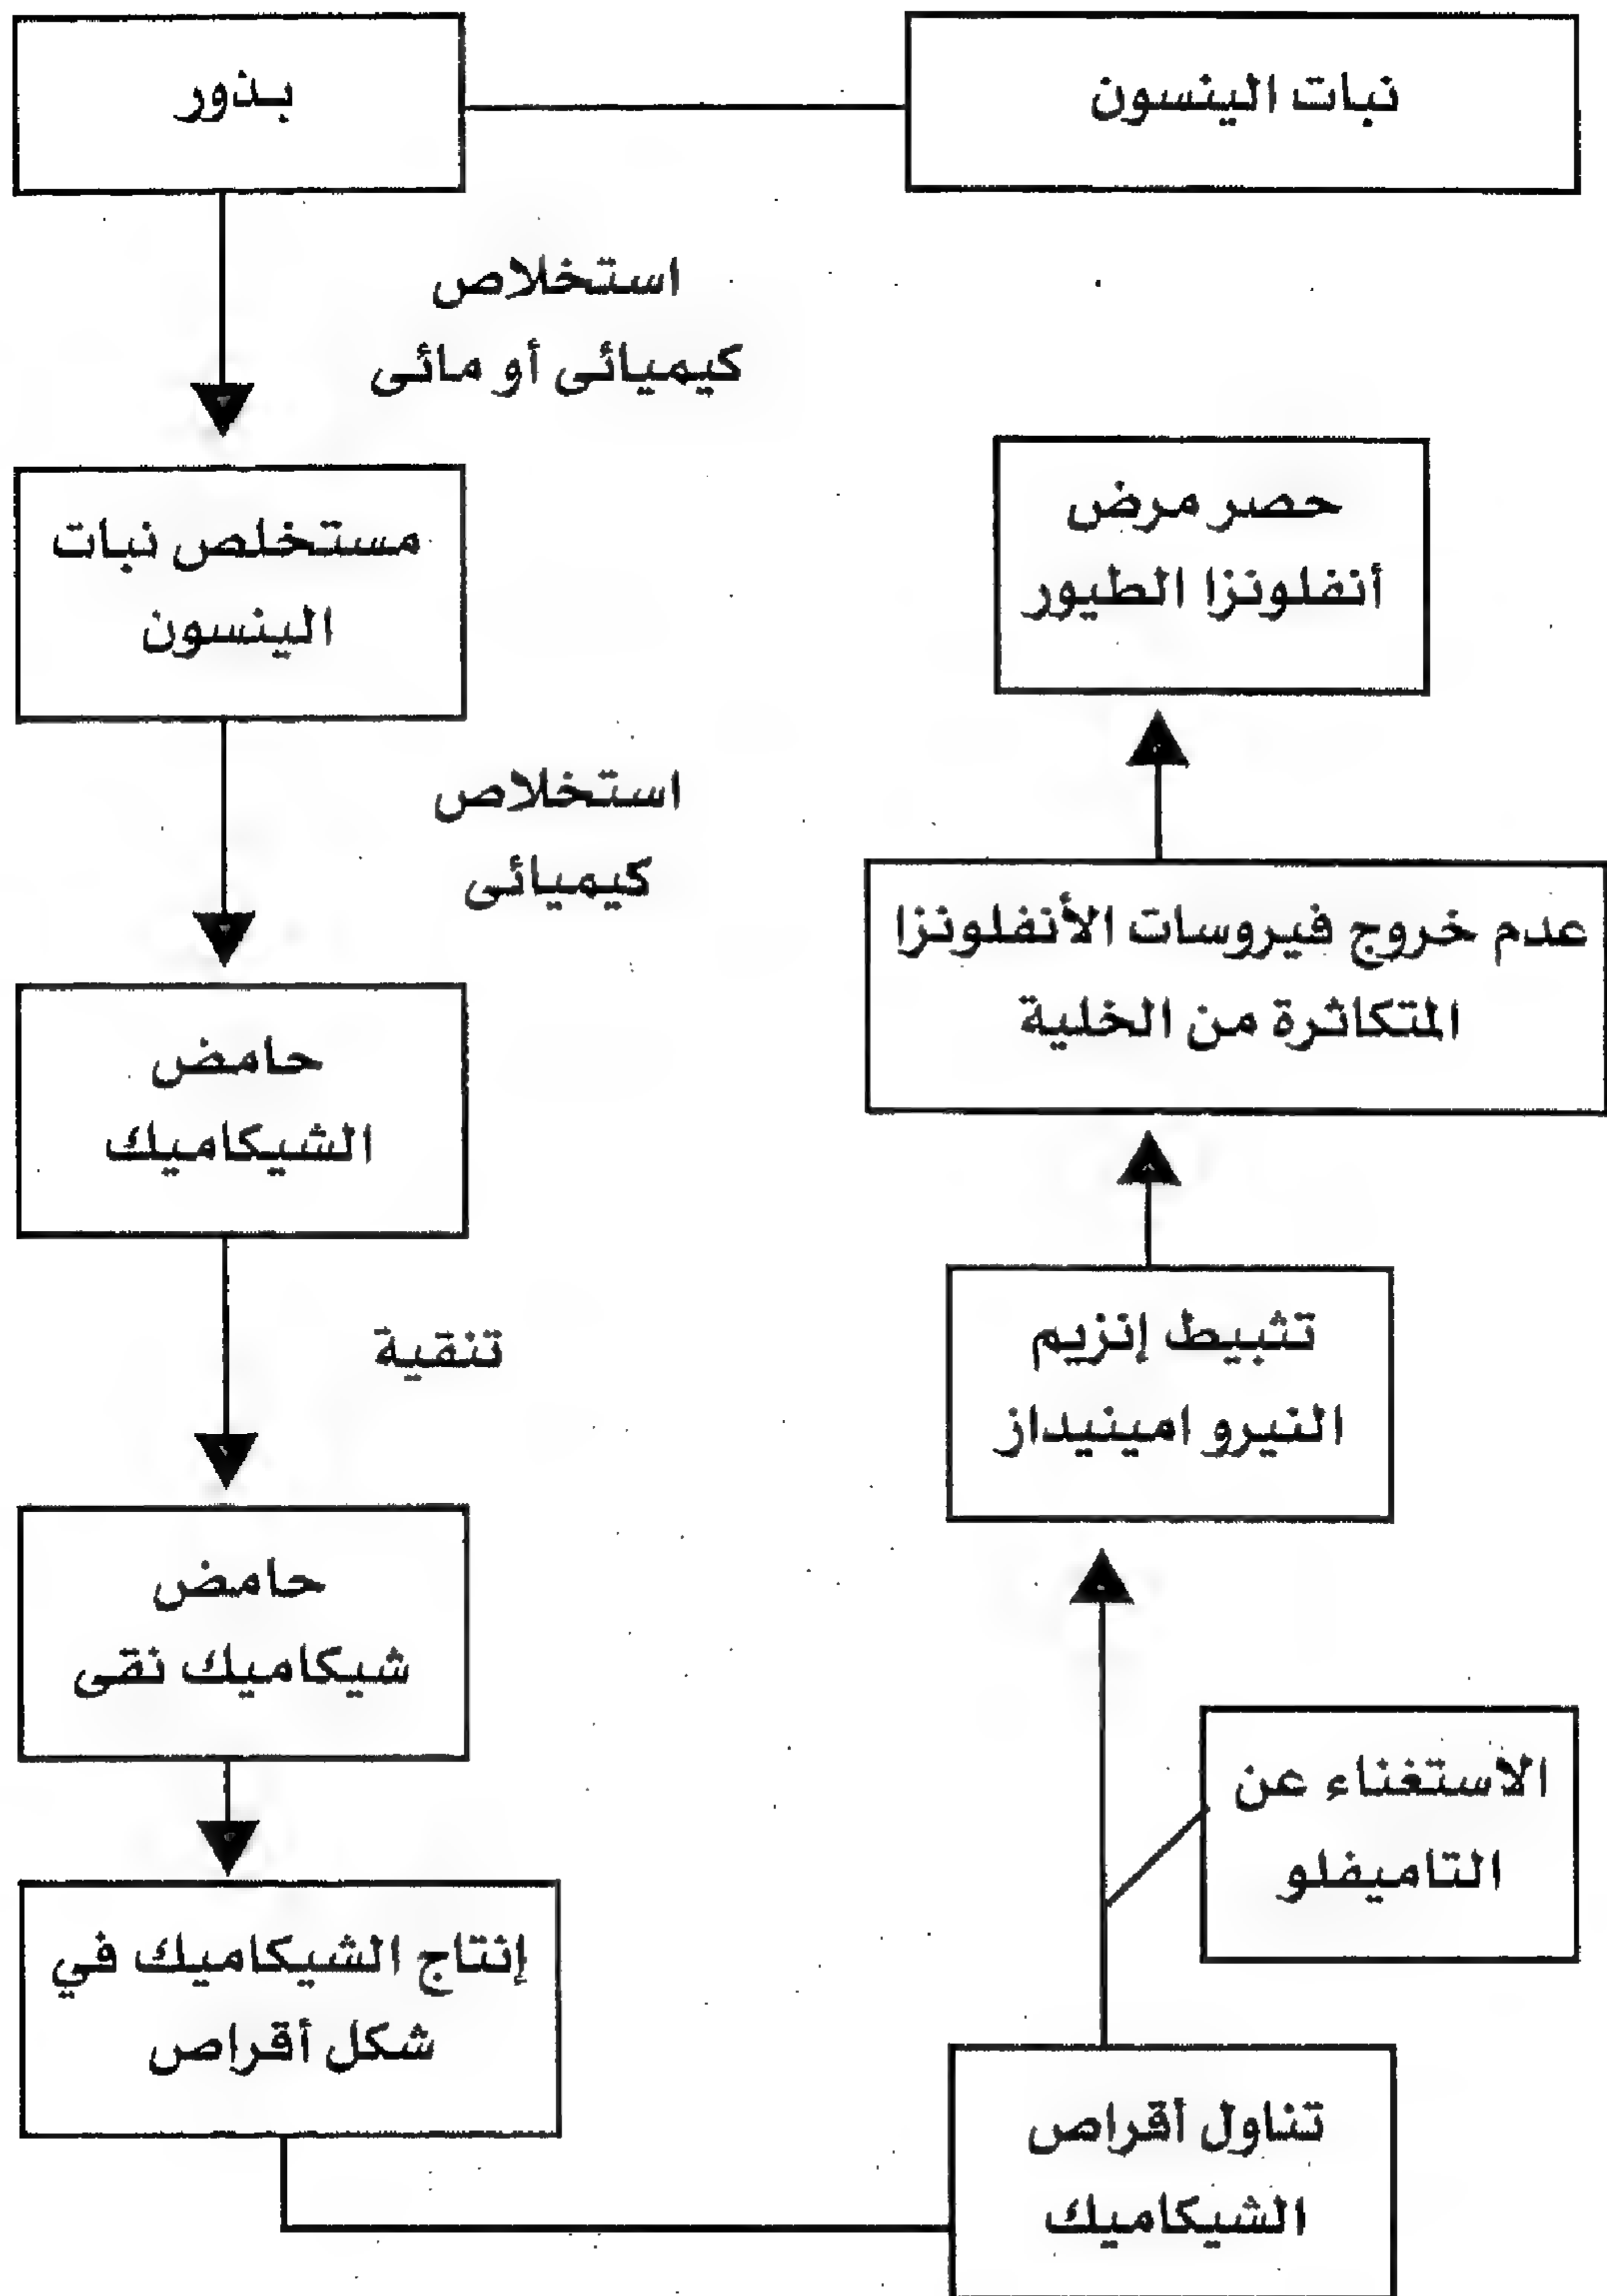 نبات الينسون
بذور
استخلاص
كيميائى أو مائى
مستخلص نبات
الينسون
استخلاص
كيميائى
حامض
الشيكاميك
تنقية
حامض
شيكاميك نقى
إنتاج الشيكاميك في
شكل أقراص
تناول أقراص
الشيكاميك
الاستغناء عن
التاميفلو
تثبيط إنزيم
النيرو امينيداز
عدم خروج فيروسات الأنفلونزا
المتكاثرة من الخلية
حصر مرض
أنفلونزا الطيور